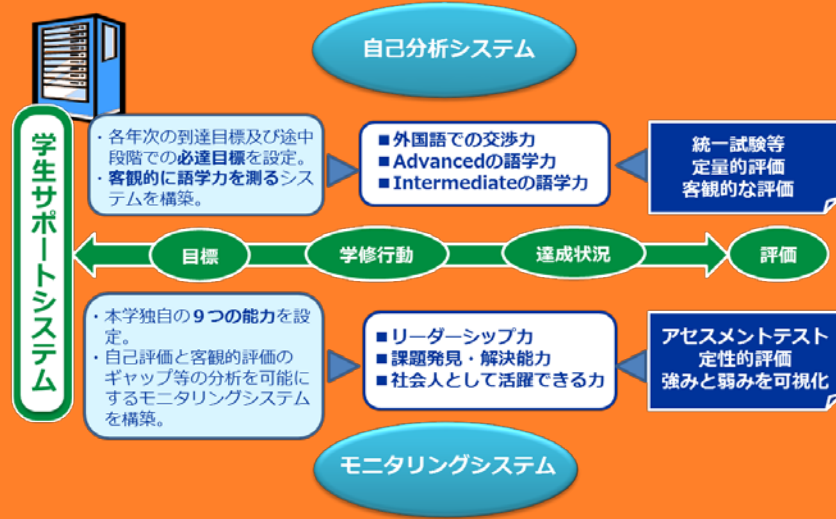 自己分析システム
学生サポートシステム
・各年次の到達目標及び途中
段階での必達目標を設定。
・客観的に語学力を測るシス
テムを構築。
■外国語での交渉力
■Advancedの語学力
■Intermediateの語学力
統一試験等
定量的評価
客観的な評価
目標
学修行動
達成状況
評価
・本学独自の９つの能力を設
定。
・自己評価と客観的評価の
ギャップ等の分析を可能に
するモニタリングシステム
を構築。
■リーダーシップ力
■課題発見・解決能力
■社会人として活躍できる力
アセスメントテスト
定性的評価
強みと弱みを可視化
モニタリングシステム